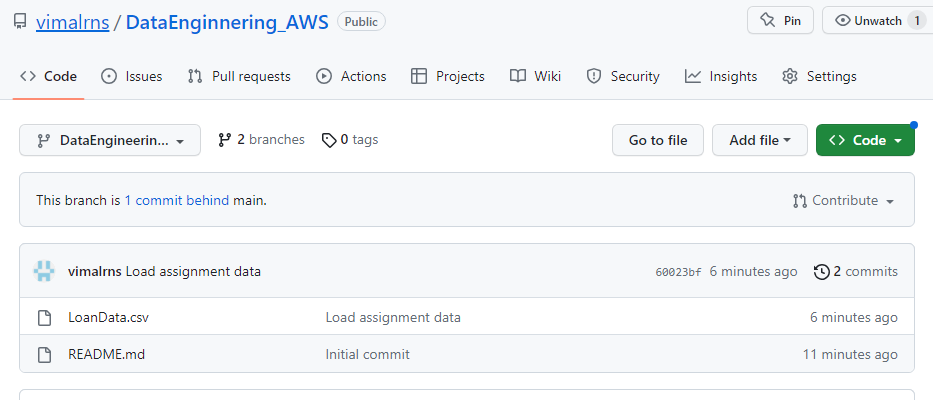 vimalrns / DataEnginnering_AWS Public Pin Unwatch 1
Code Issues Pull requests Actions Projects Wiki Security Insights Settings
DataEngineerin... 2 branches 0 tags Go to file Add file Code
This branch is 1 commit behind main. Contribute
vimalrns Load assignment data 60023bf 6 minutes ago 2 commits
LoanData.csv Load assignment data 6 minutes ago
README.md Initial commit 11 minutes ago